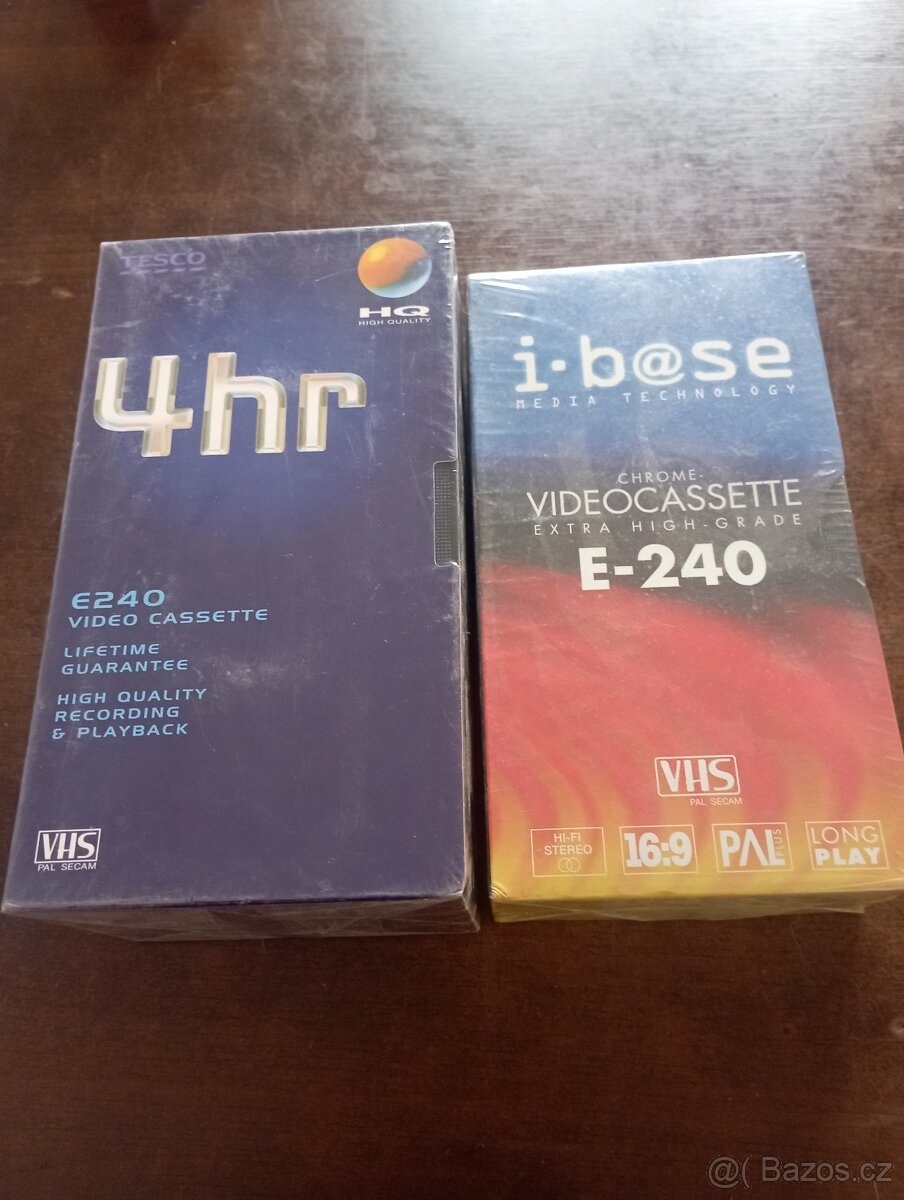 TESCO
HQ
HIGH QUALITY
4hr
E240
VIDEO CASSETTE
LIFETIME
GUARANTEE
HIGH QUALITY
RECORDING
& PLAYBACK
VHS
PAL SECAM
i·b@se
MEDIA TECHNOLOGY
CHROME-
VIDEOCASSETTE
EXTRA HIGH-GRADE
E-240
VHS
PAL SECAM
HI-FI
STEREO
16:9
PAL PLUS
LONG
PLAY
@( Bazos.cz